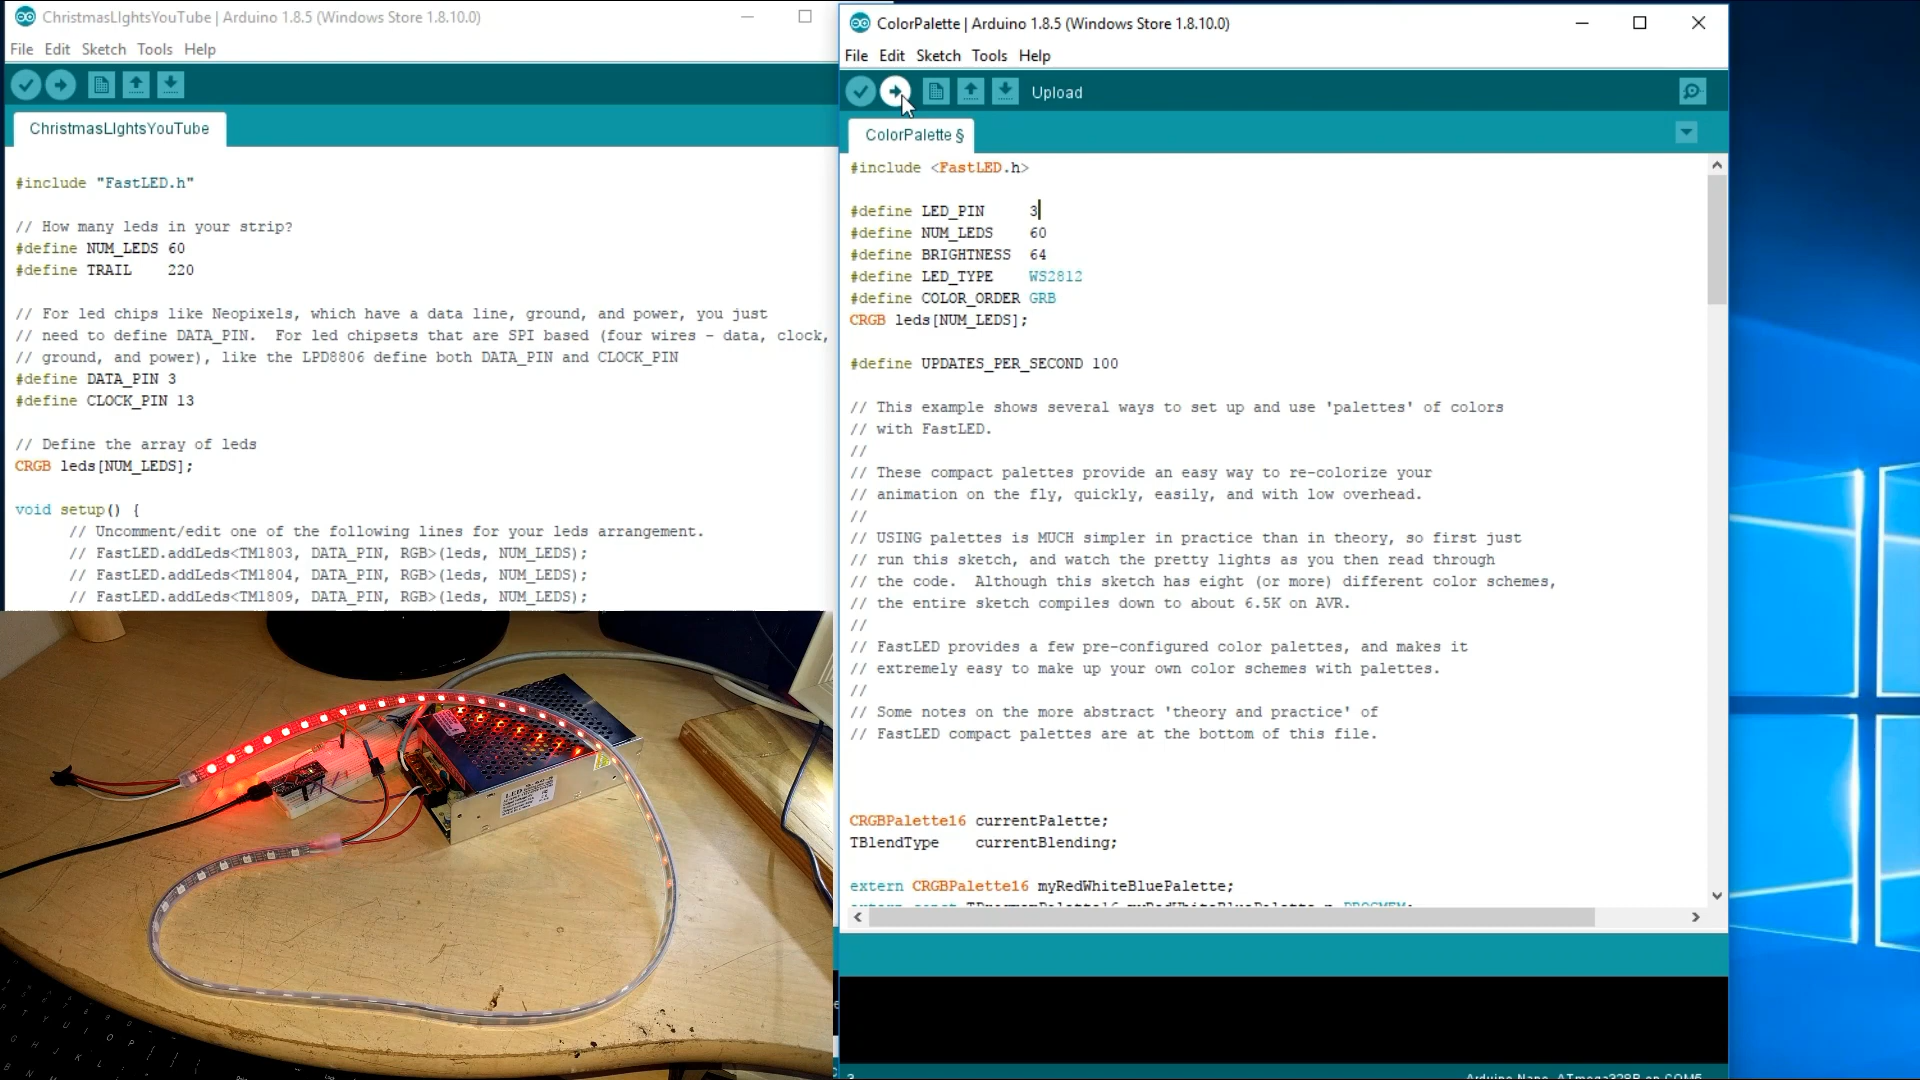 ChristmasLIghtsYouTube | Arduino 1.8.5 (Windows Store 1.8.10.0)
File Edit Sketch Tools Help
ChristmasLIghtsYouTube
#include "FastLED.h"
// How many leds in your strip?
#define NUM_LEDS 60
#define TRAIL    220
// For led chips like Neopixels, which have a data line, ground, and power, you just
// need to define DATA_PIN.  For led chipsets that are SPI based (four wires - data, clock,
// ground, and power), like the LPD8806 define both DATA_PIN and CLOCK_PIN
#define DATA_PIN 3
#define CLOCK_PIN 13
// Define the array of leds
CRGB leds[NUM_LEDS];
void setup() {
// Uncomment/edit one of the following lines for your leds arrangement.
// FastLED.addLeds<TM1803, DATA_PIN, RGB>(leds, NUM_LEDS);
// FastLED.addLeds<TM1804, DATA_PIN, RGB>(leds, NUM_LEDS);
// FastLED.addLeds<TM1809, DATA_PIN, RGB>(leds, NUM_LEDS);
LED
ColorPalette | Arduino 1.8.5 (Windows Store 1.8.10.0)
File Edit Sketch Tools Help
Upload
ColorPalette §
#include <FastLED.h>
#define LED_PIN     3
#define NUM_LEDS    60
#define BRIGHTNESS  64
#define LED_TYPE    WS2812
#define COLOR_ORDER GRB
CRGB leds[NUM_LEDS];
#define UPDATES_PER_SECOND 100
// This example shows several ways to set up and use 'palettes' of colors
// with FastLED.
//
// These compact palettes provide an easy way to re-colorize your
// animation on the fly, quickly, easily, and with low overhead.
//
// USING palettes is MUCH simpler in practice than in theory, so first just
// run this sketch, and watch the pretty lights as you then read through
// the code.  Although this sketch has eight (or more) different color schemes,
// the entire sketch compiles down to about 6.5K on AVR.
//
// FastLED provides a few pre-configured color palettes, and makes it
// extremely easy to make up your own color schemes with palettes.
//
// Some notes on the more abstract 'theory and practice' of
// FastLED compact palettes are at the bottom of this file.
CRGBPalette16 currentPalette;
TBlendType    currentBlending;
extern CRGBPalette16 myRedWhiteBluePalette;
extern const TProgmemPalette16 myRedWhiteBluePalette_p PROGMEM;
3
Arduino Nano, ATmega328P on COM5